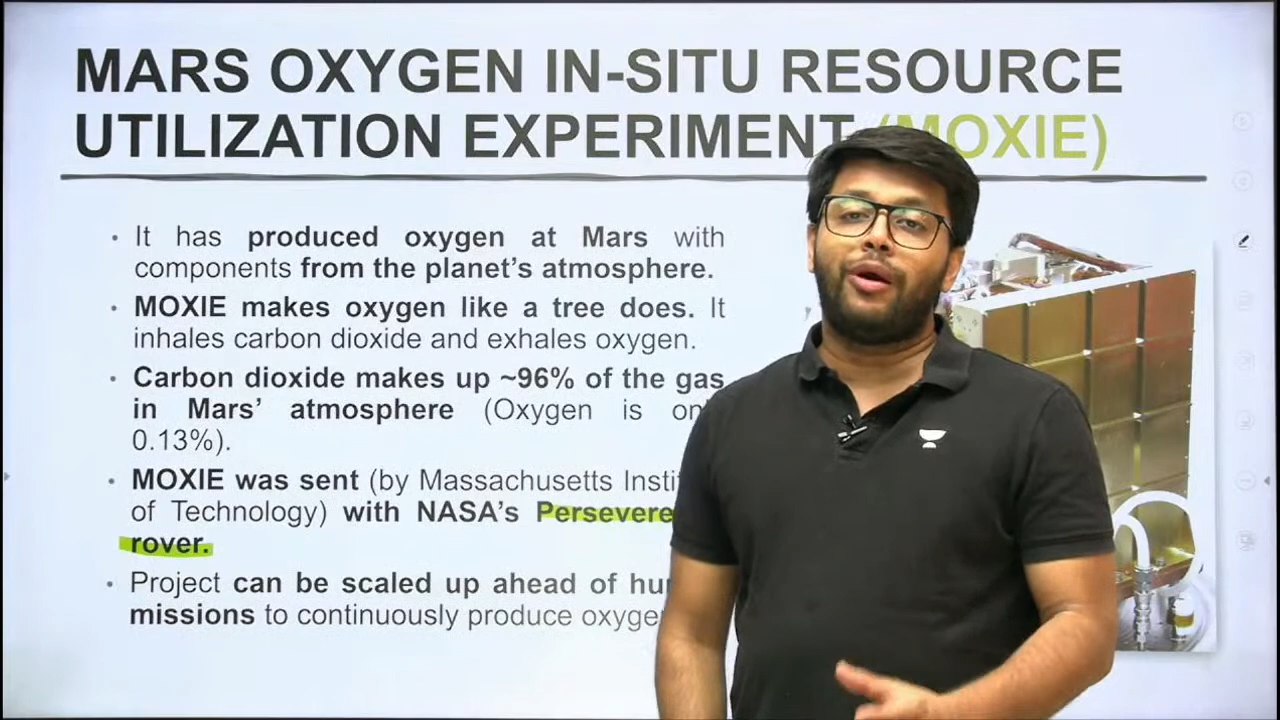 MARS OXYGEN IN-SITU RESOURCE
UTILIZATION EXPERIMENT (MOXIE)
• It has produced oxygen at Mars with
components from the planet's atmosphere.
• MOXIE makes oxygen like a tree does. It
inhales carbon dioxide and exhales oxygen.
• Carbon dioxide makes up ~96% of the gas
in Mars' atmosphere (Oxygen is
0.13%).
• MOXIE was sent (by Massachusetts
of Technology) with NASA's
rover.
• Project can be scaled up ahead of
missions to continuously produce